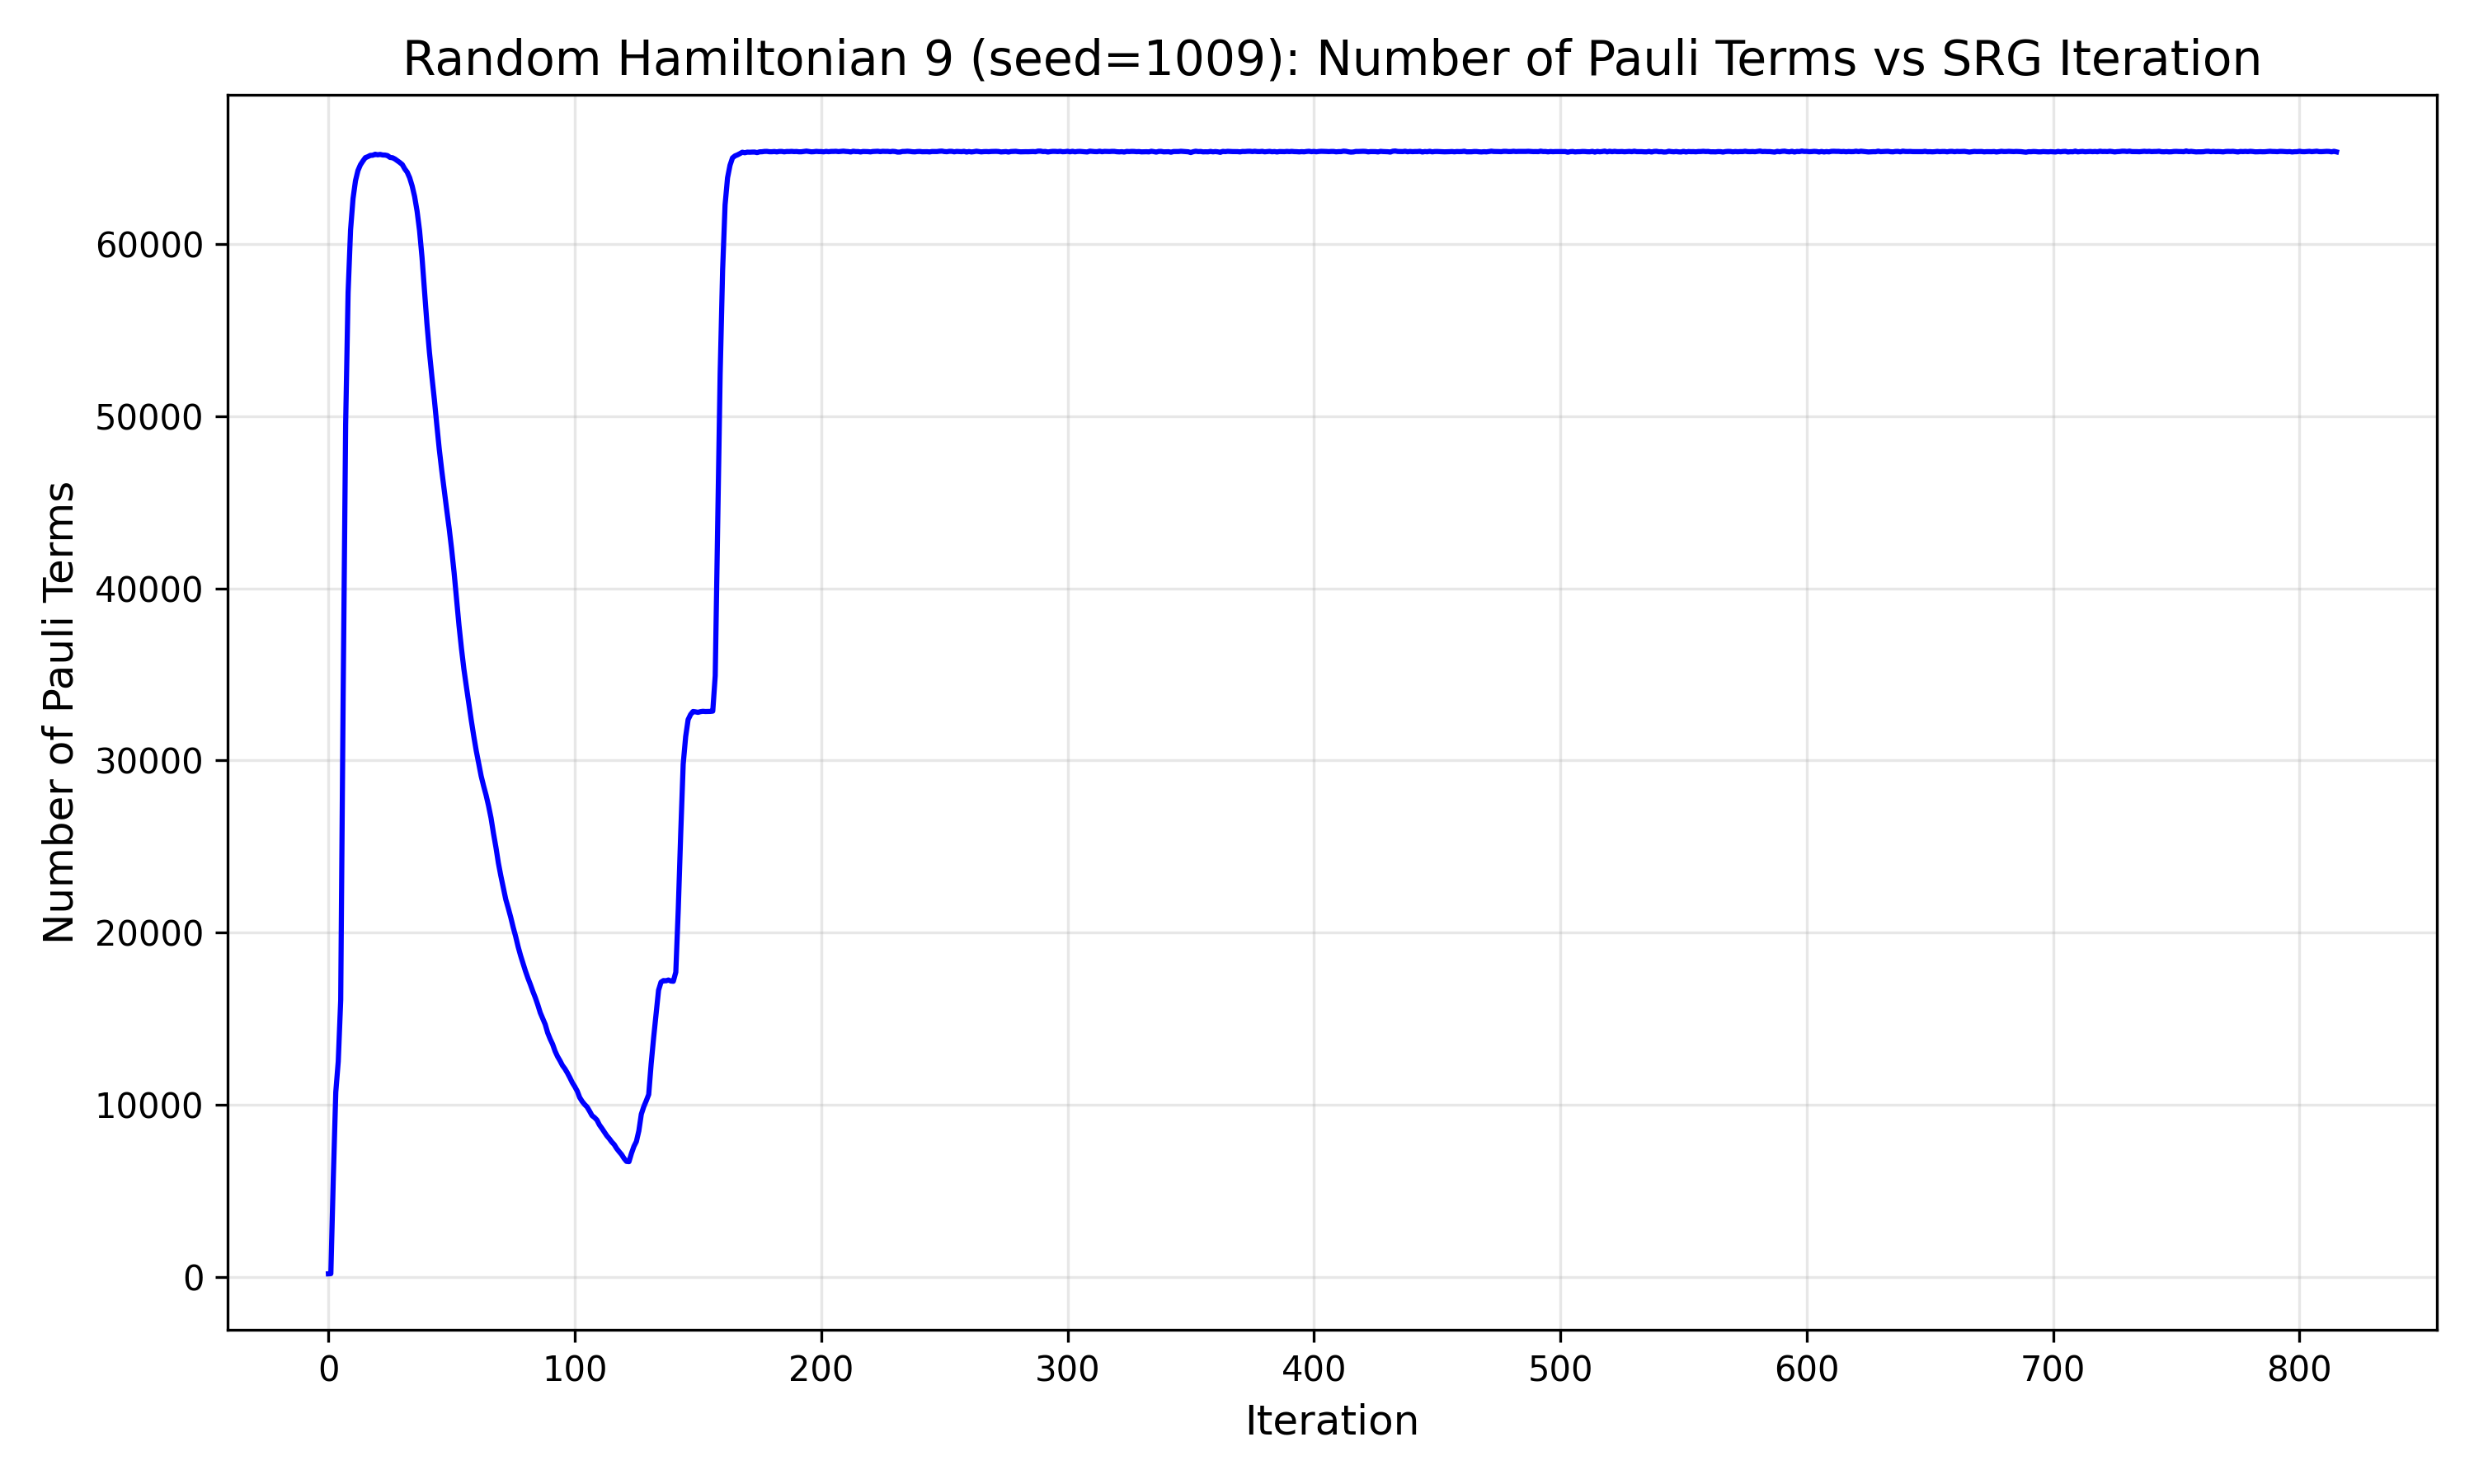 Random Hamiltonian 9 (seed=1009): Number of Pauli Terms vs SRG Iteration
Number of Pauli Terms
60000
50000
40000
30000
20000
10000
0
0 100 200 300 400 500 600 700 800
Iteration